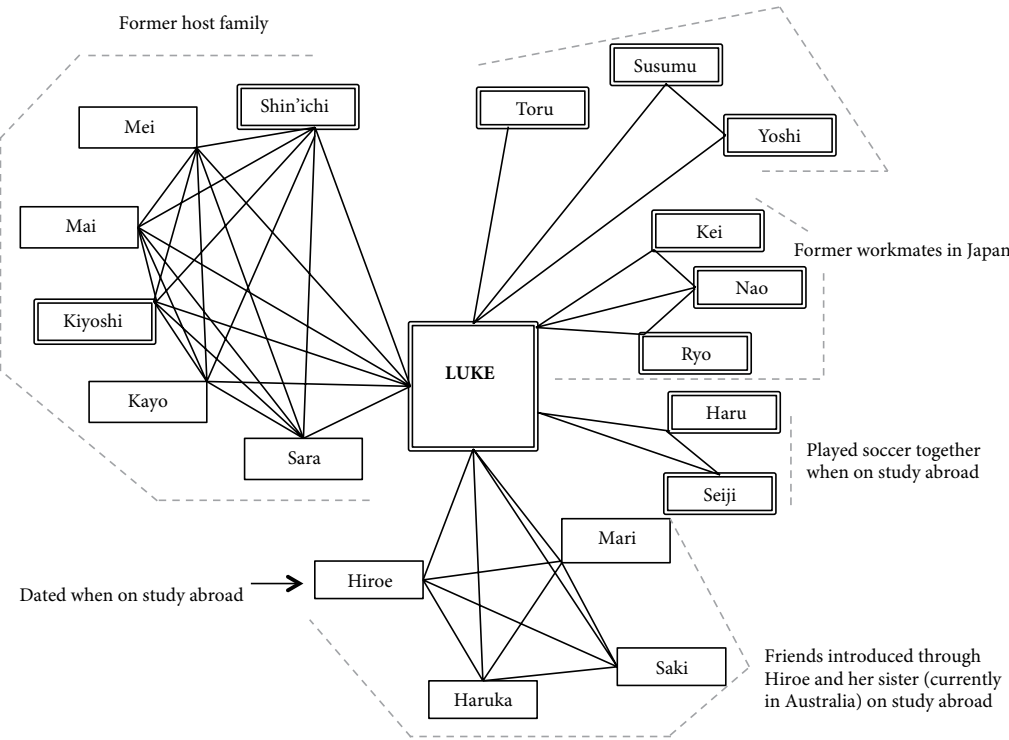 Former host family
Susumu
Shin'ichi
Toru
Mei
Yoshi
Mai
Kei
Former workmates in Japan
Nao
Kiyoshi
Ryo
LUKE
Kayo
Haru
Sara
Played soccer together
when on study abroad
Seiji
Mari
Hiroe
Dated when on study abroad
Saki
Friends introduced through
Hiroe and her sister (currently
in Australia) on study abroad
Haruka